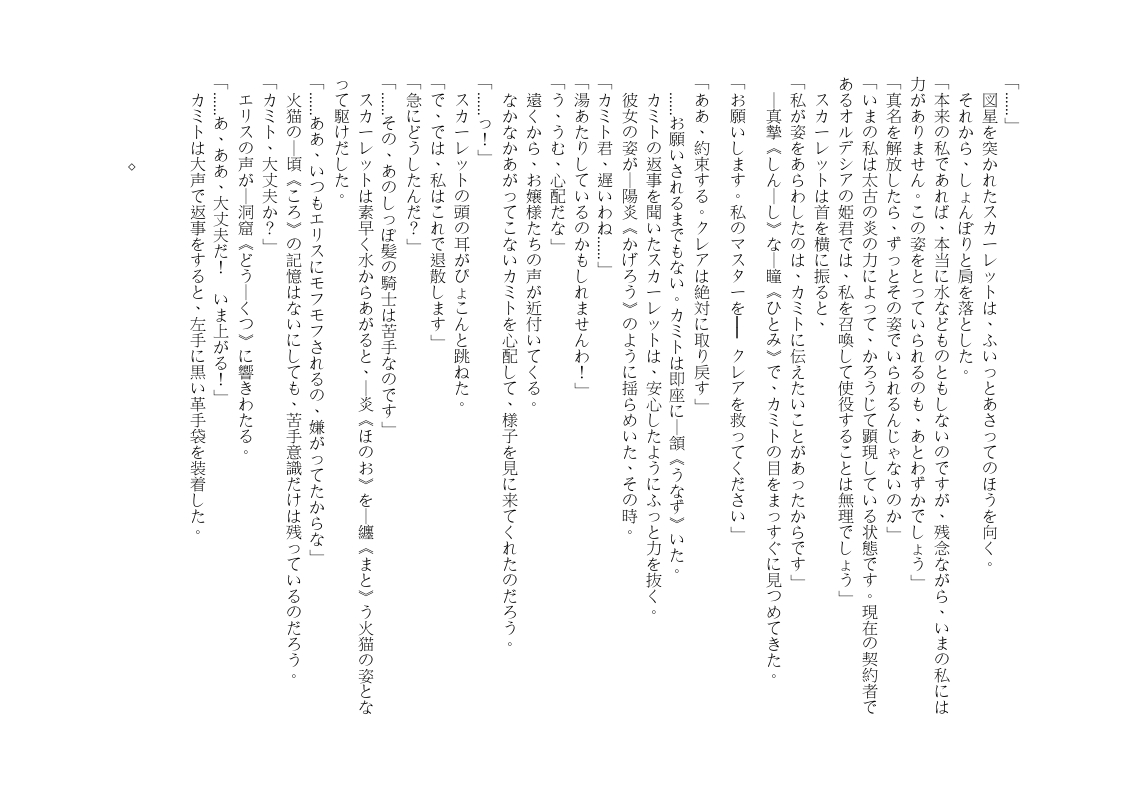 「……」
　図星を突かれたスカーレットは、ふいっとあさってのほうを向く。
　それから、しょんぼりと肩を落とした。
「本来の私であれば、本当に水などものともしないのですが、残念ながら、いまの私には
力がありません。この姿をとっていられるのも、あとわずかでしょう」
「真名を解放したら、ずっとその姿でいられるんじゃないのか」
「いまの私は太古の炎の力によって、かろうじて顕現している状態です。現在の契約者で
あるオルデシアの姫君では、私を召喚して使役することは無理でしょう」
　スカーレットは首を横に振ると、
「私が姿をあらわしたのは、カミトに伝えたいことがあったからです」
　―真摯《しん―し》な―瞳《ひとみ》で、カミトの目をまっすぐに見つめてきた。
「お願いします。私のマスターを━━　クレアを救ってください」
「ああ、約束する。クレアは絶対に取り戻す」
　……お願いされるまでもない。カミトは即座に―頷《うなず》いた。
　カミトの返事を聞いたスカーレットは、安心したようにふっと力を抜く。
　彼女の姿が―陽炎《かげろう》のように揺らめいた、その時。
「カミト君、遅いわね……」
「湯あたりしているのかもしれませんわ！」
「う、うむ、心配だな」
　遠くから、お嬢様たちの声が近付いてくる。
　なかなかあがってこないカミトを心配して、様子を見に来てくれたのだろう。
「……っ！」
　スカーレットの頭の耳がぴょこんと跳ねた。
「で、では、私はこれで退散します」
「急にどうしたんだ？」
「……その、あのしっぽ髪の騎士は苦手なのです」
　スカーレットは素早く水からあがると、―炎《ほのお》を―纏《まと》う火猫の姿とな
って駆けだした。
「……ああ、いつもエリスにモフモフされるの、嫌がってたからな」
　火猫の―頃《ころ》の記憶はないにしても、苦手意識だけは残っているのだろう。
「カミト、大丈夫か？」
　エリスの声が―洞窟《どう―くつ》に響きわたる。
「……あ、ああ、大丈夫だ！　いま上がる！」
　カミトは大声で返事をすると、左手に黒い革手袋を装着した。
◇